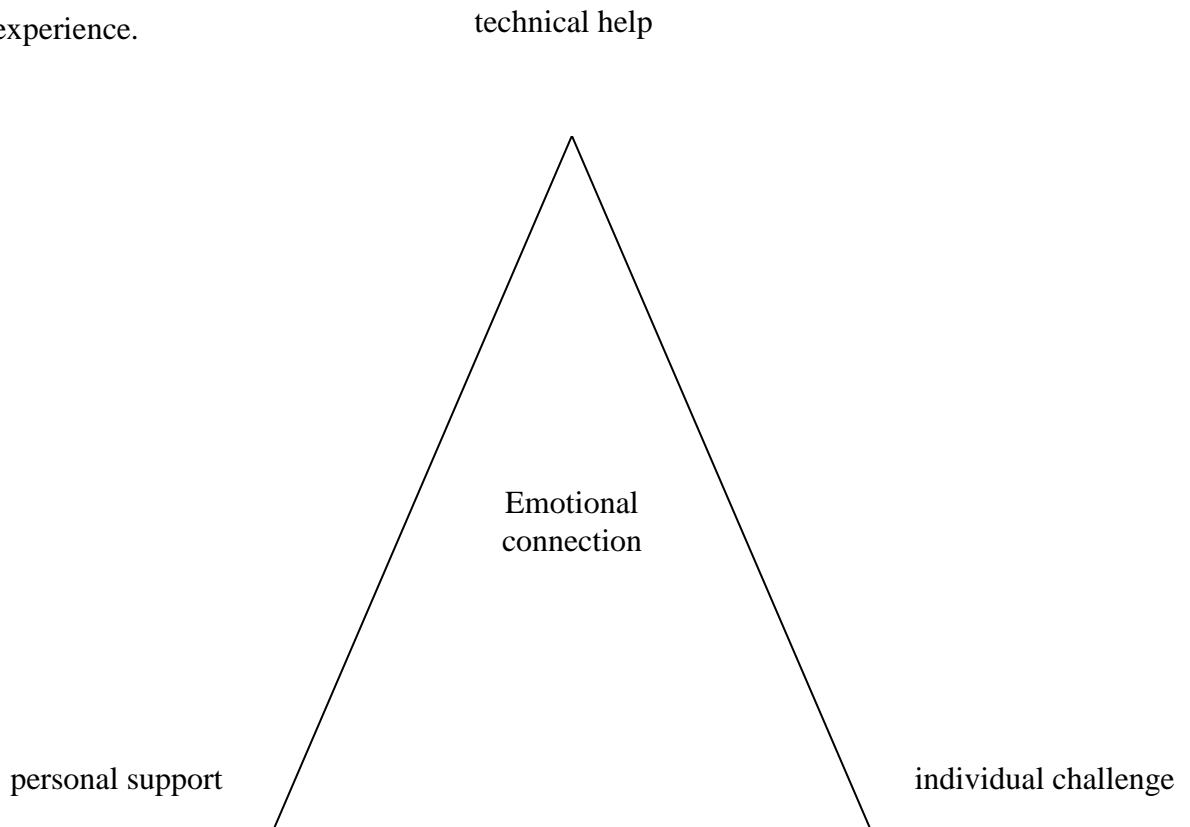 experience.
technical help
Emotional
connection
personal support
individual challenge